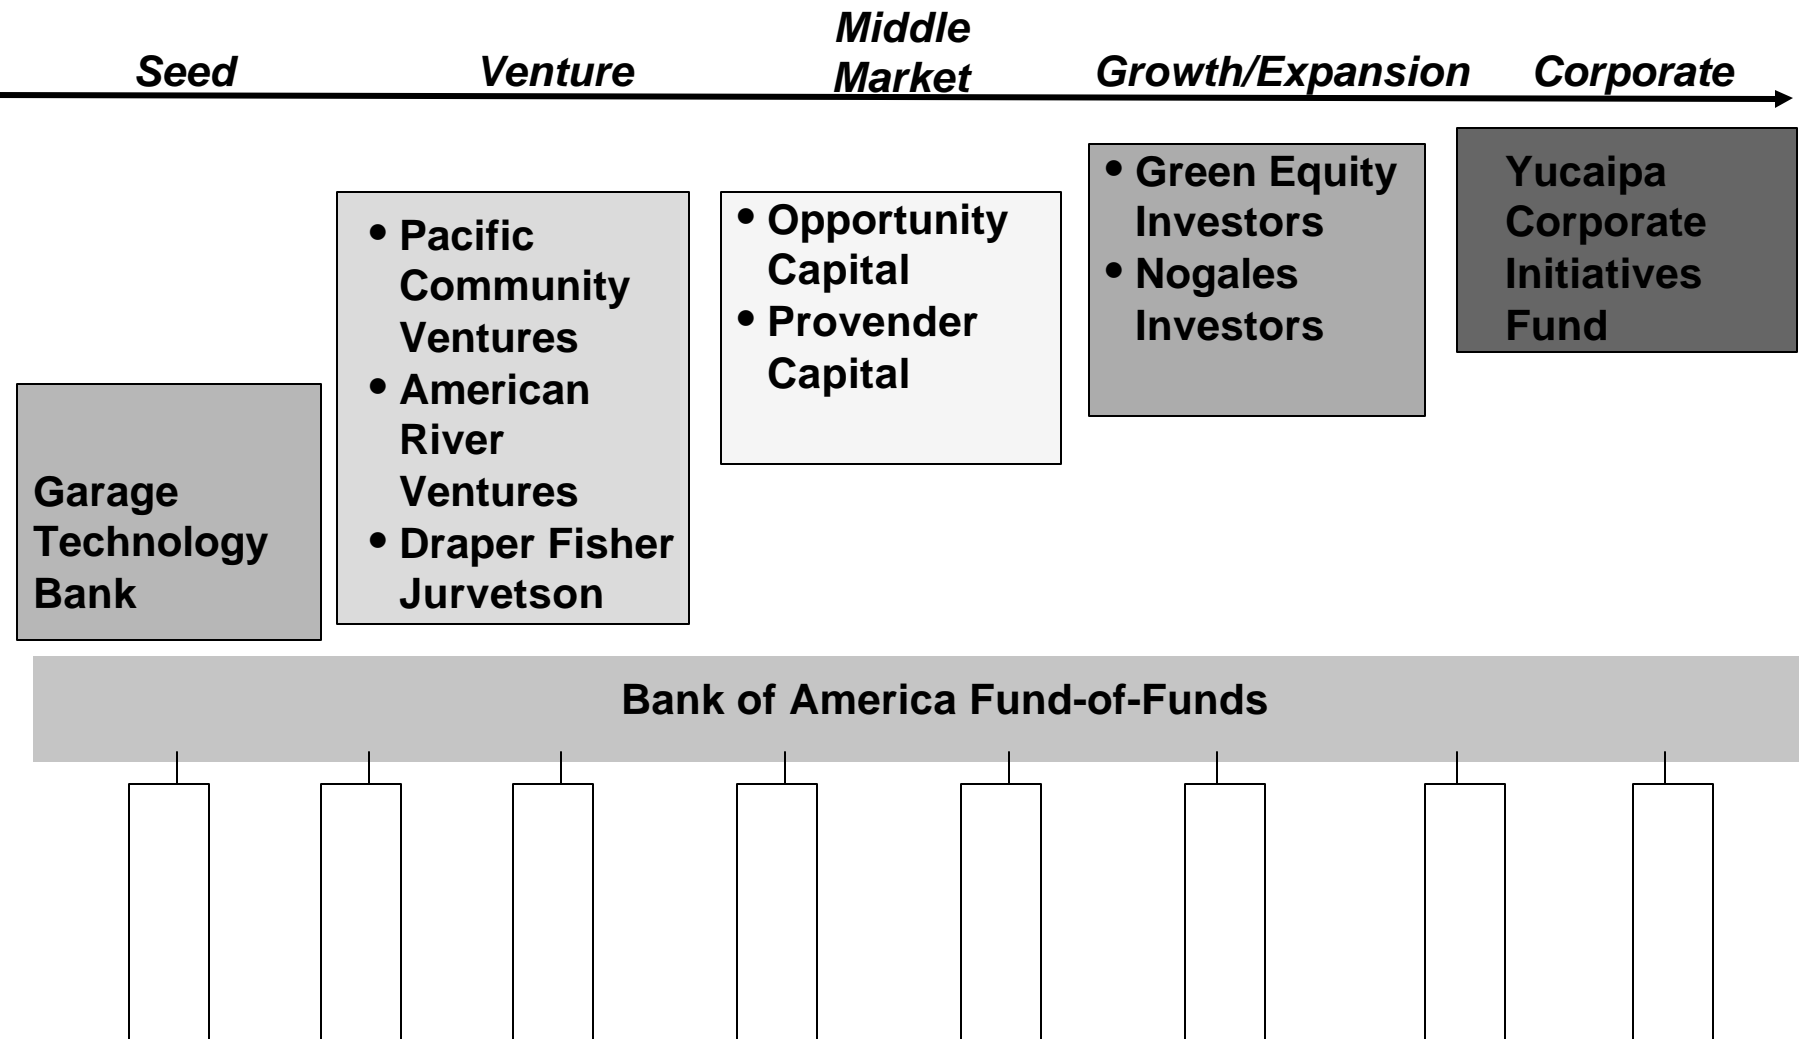 Seed
Venture
Middle
Market
Growth/Expansion
Corporate
Garage
Technology
Bank
• Pacific
Community
Ventures
• American
River
Ventures
• Draper Fisher
Jurvetson
• Opportunity
Capital
• Provender
Capital
• Green Equity
Investors
• Nogales
Investors
Yucaipa
Corporate
Initiatives
Fund
Bank of America Fund-of-Funds